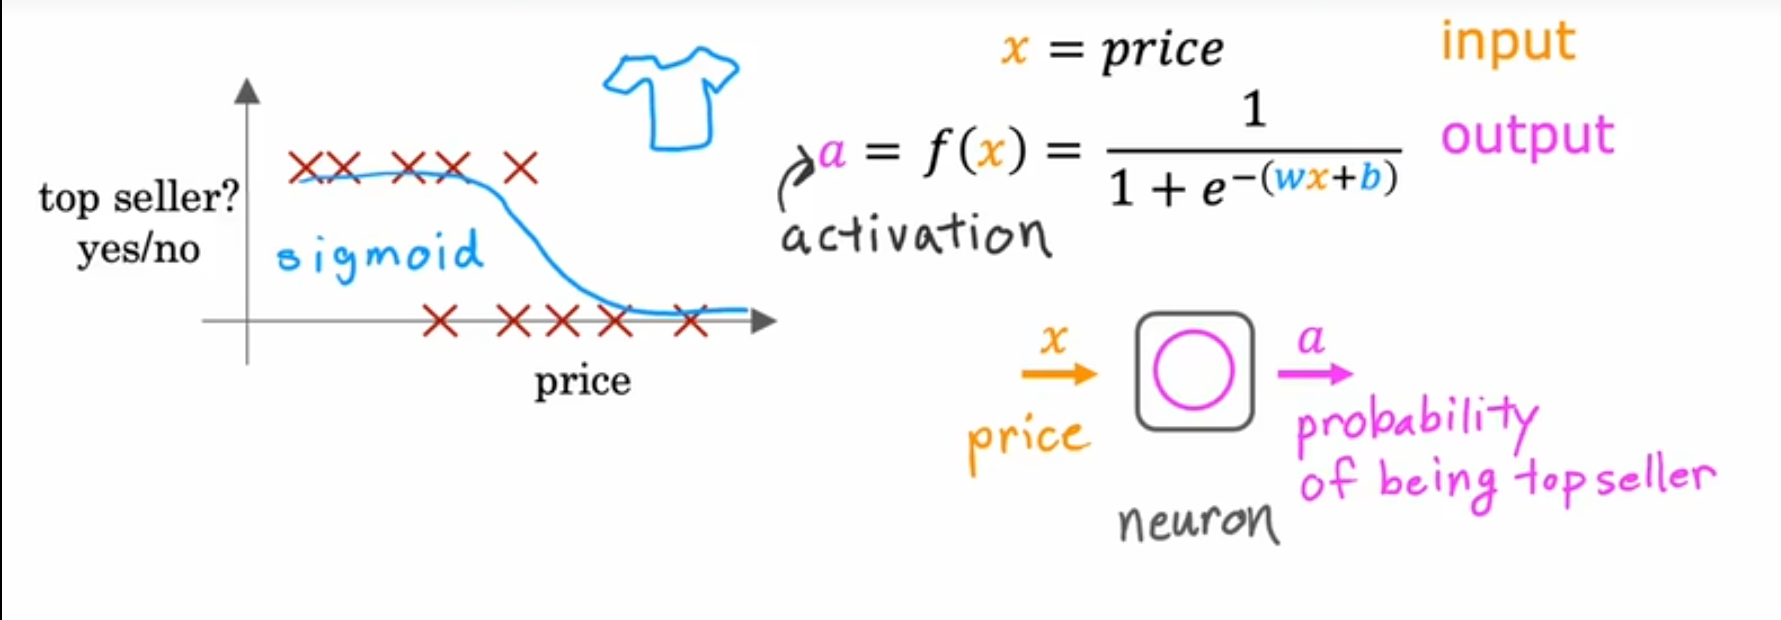 top seller?
yes/no
sigmoid
price
x = price
input
a = f(x) = 1 / 1 + e^−(wx+b)
output
activation
x
a
price
probability
of being top seller
neuron